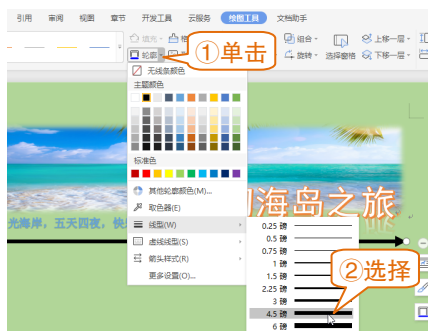 引用 审阅 视图 章节 开发工具 云服务 绘图工具 文档助手
填充 格
轮廓
组合 上移一层
旋转 选择窗格 下移一层
①单击
无线条颜色
主题颜色
标准色
其他轮廓颜色(M)...
取色器(E)
线型(W)
虚线线型(S)
箭头样式(R)
更多设置(O)...
光海岸，五天四夜，快
海岛之旅
0.25 磅
0.5 磅
0.75 磅
1 磅
1.5 磅
2.25 磅
3 磅
4.5 磅
6 磅
②选择